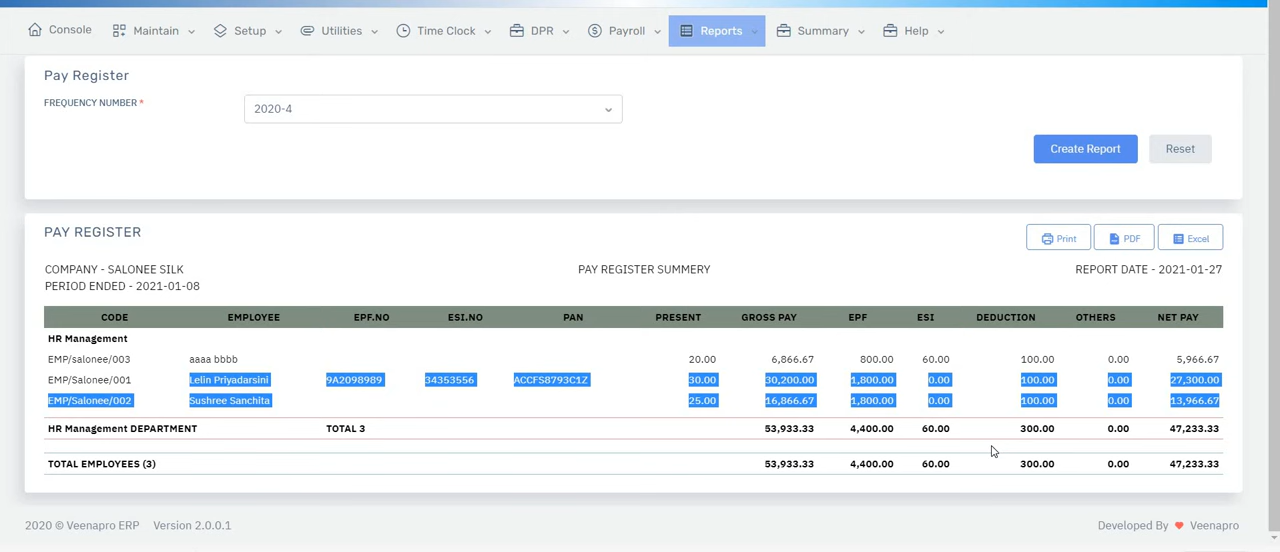 Console Maintain Setup Utilities Time Clock DPR Payroll Reports Summary Help
Pay Register
FREQUENCY NUMBER * 2020-4
Create Report Reset
PAY REGISTER Print PDF Excel
COMPANY - SALONEE SILK PAY REGISTER SUMMERY REPORT DATE - 2021-01-27
PERIOD ENDED - 2021-01-08
CODE EMPLOYEE EPF.NO ESI.NO PAN PRESENT GROSS PAY EPF ESI DEDUCTION OTHERS NET PAY
HR Management
EMP/salonee/003 aaaa bbbb 20.00 6,866.67 800.00 60.00 100.00 0.00 5,966.67
EMP/Salonee/001 Lelin Priyadarsini 9A2098989 34353556 ACCFS8793C1Z 30.00 30,200.00 1,800.00 0.00 100.00 0.00 27,300.00
EMP/Salonee/002 Sushree Sanchita 25.00 16,866.67 1,800.00 0.00 100.00 0.00 13,966.67
HR Management DEPARTMENT TOTAL 3 53,933.33 4,400.00 60.00 300.00 0.00 47,233.33
TOTAL EMPLOYEES (3) 53,933.33 4,400.00 60.00 300.00 0.00 47,233.33
2020 © Veenapro ERP Version 2.0.0.1 Developed By Veenapro